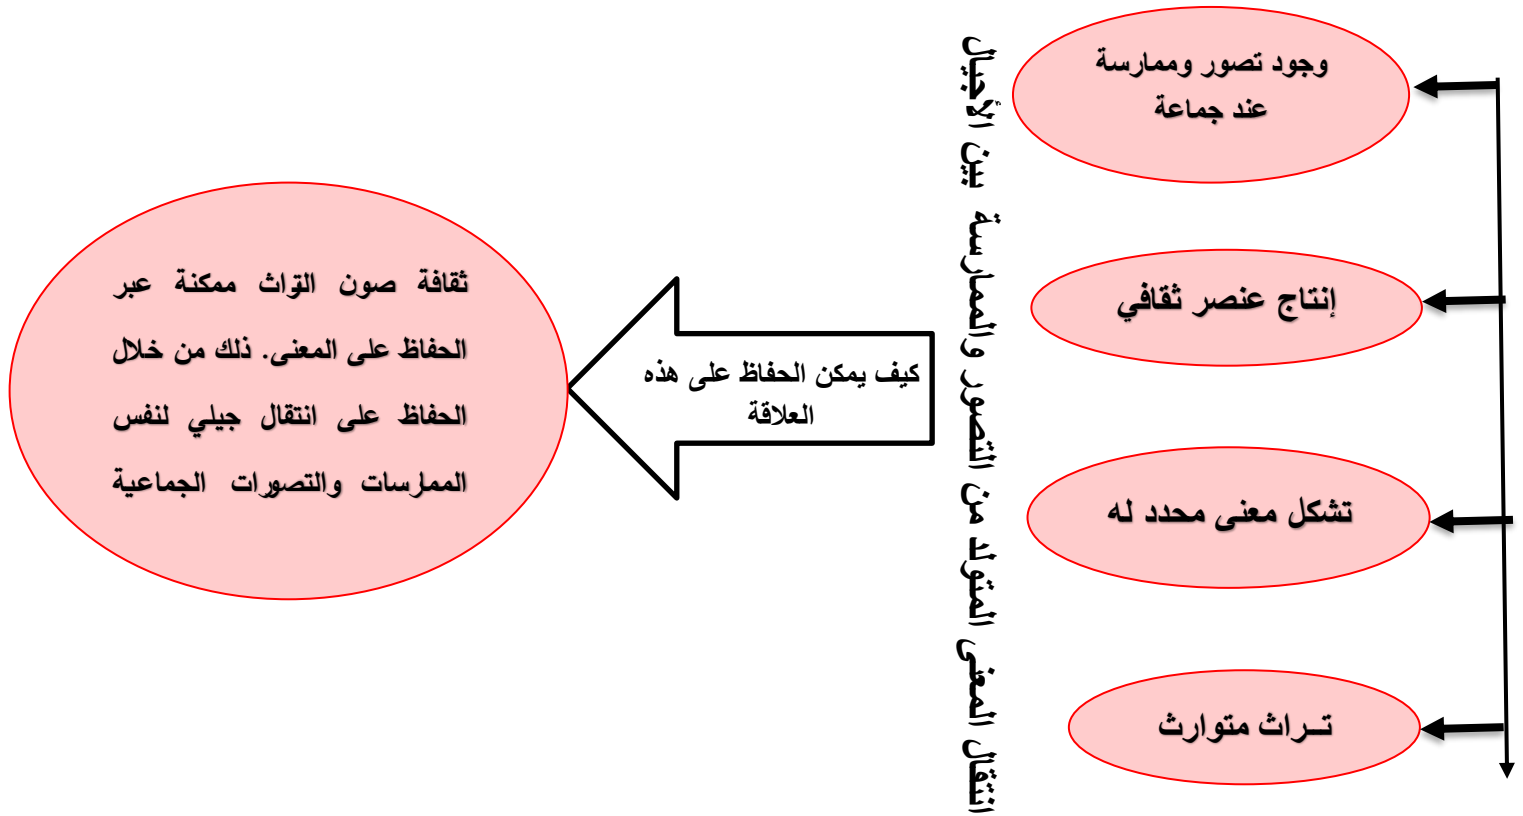 وجود تصور وممارسة
عند جماعة
إنتاج عنصر ثقافي
تشكل معنى محدد له
تــراث متوارث
انتقال المعنى المتولد من التصور والممارسة بين الأجيال
كيف يمكن الحفاظ على هذه
العلاقة
ثقافة صون التراث ممكنة عبر
الحفاظ على المعنى. ذلك من خلال
الحفاظ على انتقال جيلي لنفس
الممارسات والتصورات الجماعية